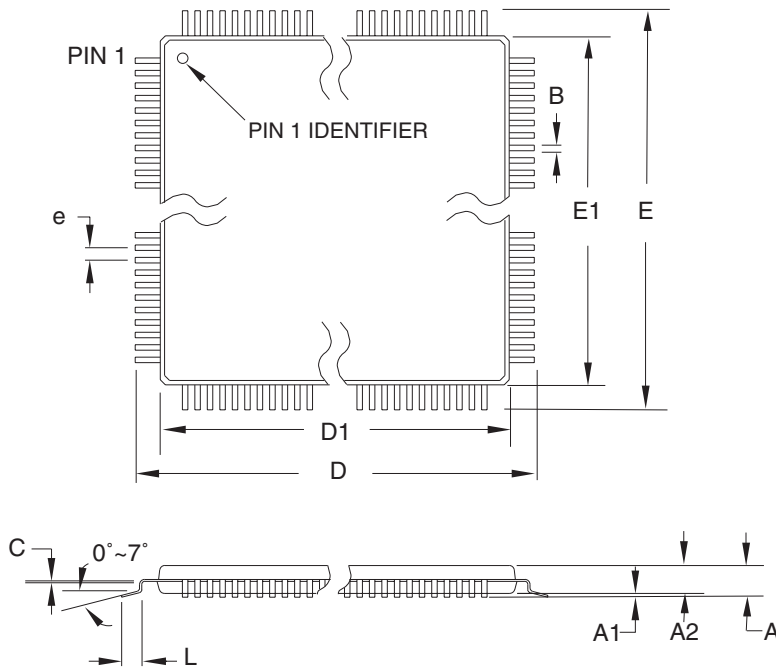 PIN 1
PIN 1 IDENTIFIER
B
e
E1
E
D1
D
C
0˚~7˚
L
A1
A2
A